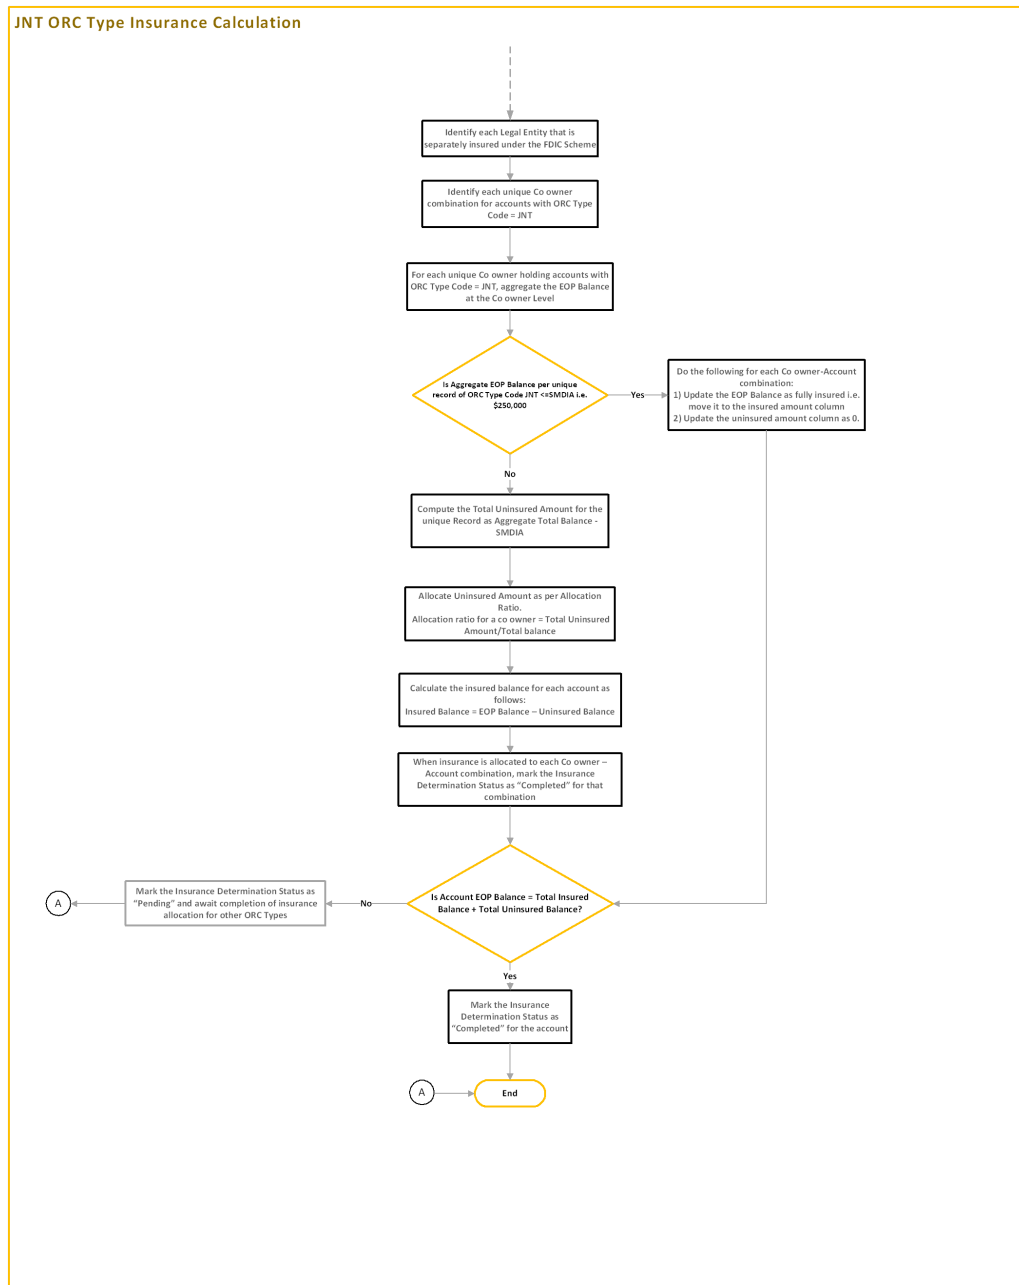 JNT ORC Type Insurance Calculation
Identify each Legal Entity that is
separately insured under the FDIC Scheme
Identify each unique Co owner
combination for accounts with ORC Type
Code = JNT
For each unique Co owner holding accounts with
ORC Type Code = JNT, aggregate the EOP Balance
at the Co owner Level
Is Aggregate EOP Balance per unique
record of ORC Type Code JNT <=SMDIA i.e.
$250,000
Yes
Do the following for each Co owner-Account
combination:
1) Update the EOP Balance as fully insured i.e.
move it to the insured amount column
2) Update the uninsured amount column as 0.
No
Compute the Total Uninsured Amount for the
unique Record as Aggregate Total Balance -
SMDIA
Allocate Uninsured Amount as per Allocation
Ratio.
Allocation ratio for a co owner = Total Uninsured
Amount/Total balance
Calculate the insured balance for each account as
follows:
Insured Balance = EOP Balance – Uninsured Balance
When insurance is allocated to each Co owner –
Account combination, mark the Insurance
Determination Status as “Completed” for that
combination
Is Account EOP Balance = Total Insured
Balance + Total Uninsured Balance?
No
Mark the Insurance Determination Status as
“Pending” and await completion of insurance
allocation for other ORC Types
A
Yes
Mark the Insurance
Determination Status as
“Completed” for the account
A
End